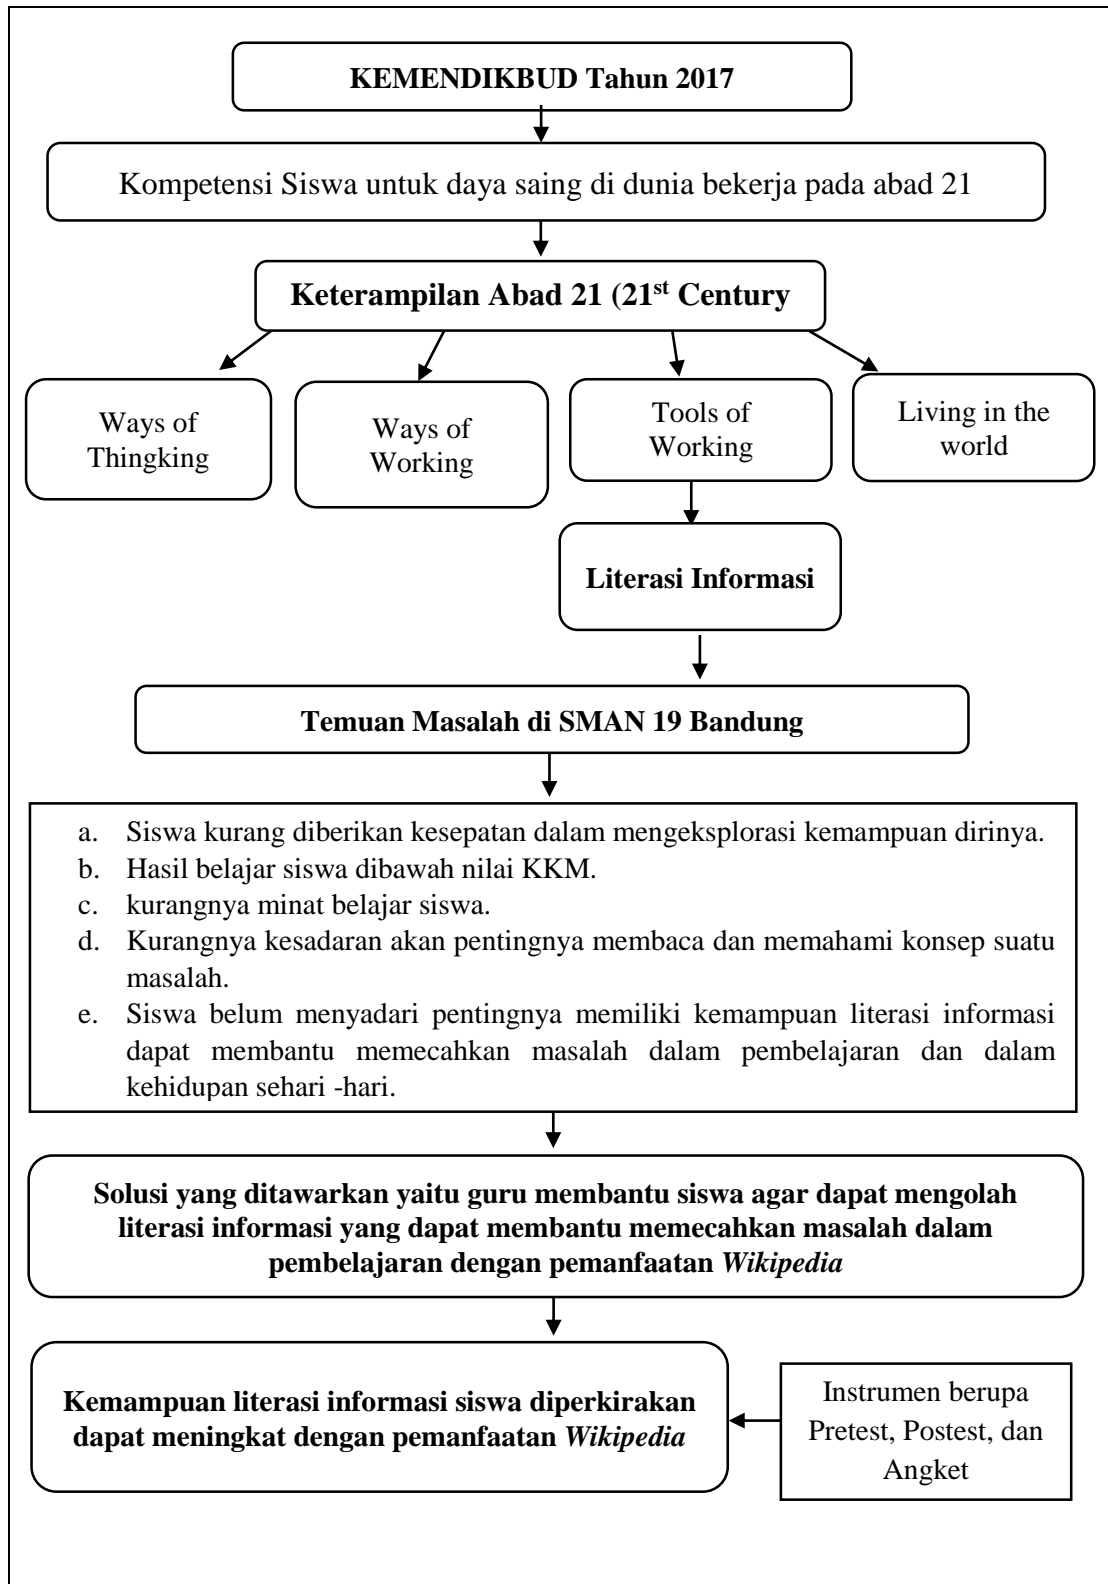 KEMENDIKBUD Tahun 2017
Kompetensi Siswa untuk daya saing di dunia bekerja pada abad 21
Keterampilan Abad 21 (21st Century
Ways of
Thingking
Ways of
Working
Tools of
Working
Living in the
world
Literasi Informasi
Temuan Masalah di SMAN 19 Bandung
a. Siswa kurang diberikan kesepatan dalam mengeksplorasi kemampuan dirinya.
b. Hasil belajar siswa dibawah nilai KKM.
c. kurangnya minat belajar siswa.
d. Kurangnya kesadaran akan pentingnya membaca dan memahami konsep suatu
masalah.
e. Siswa belum menyadari pentingnya memiliki kemampuan literasi informasi
dapat membantu memecahkan masalah dalam pembelajaran dan dalam
kehidupan sehari -hari.
Solusi yang ditawarkan yaitu guru membantu siswa agar dapat mengolah
literasi informasi yang dapat membantu memecahkan masalah dalam
pembelajaran dengan pemanfaatan Wikipedia
Kemampuan literasi informasi siswa diperkirakan
dapat meningkat dengan pemanfaatan Wikipedia
Instrumen berupa
Pretest, Postest, dan
Angket